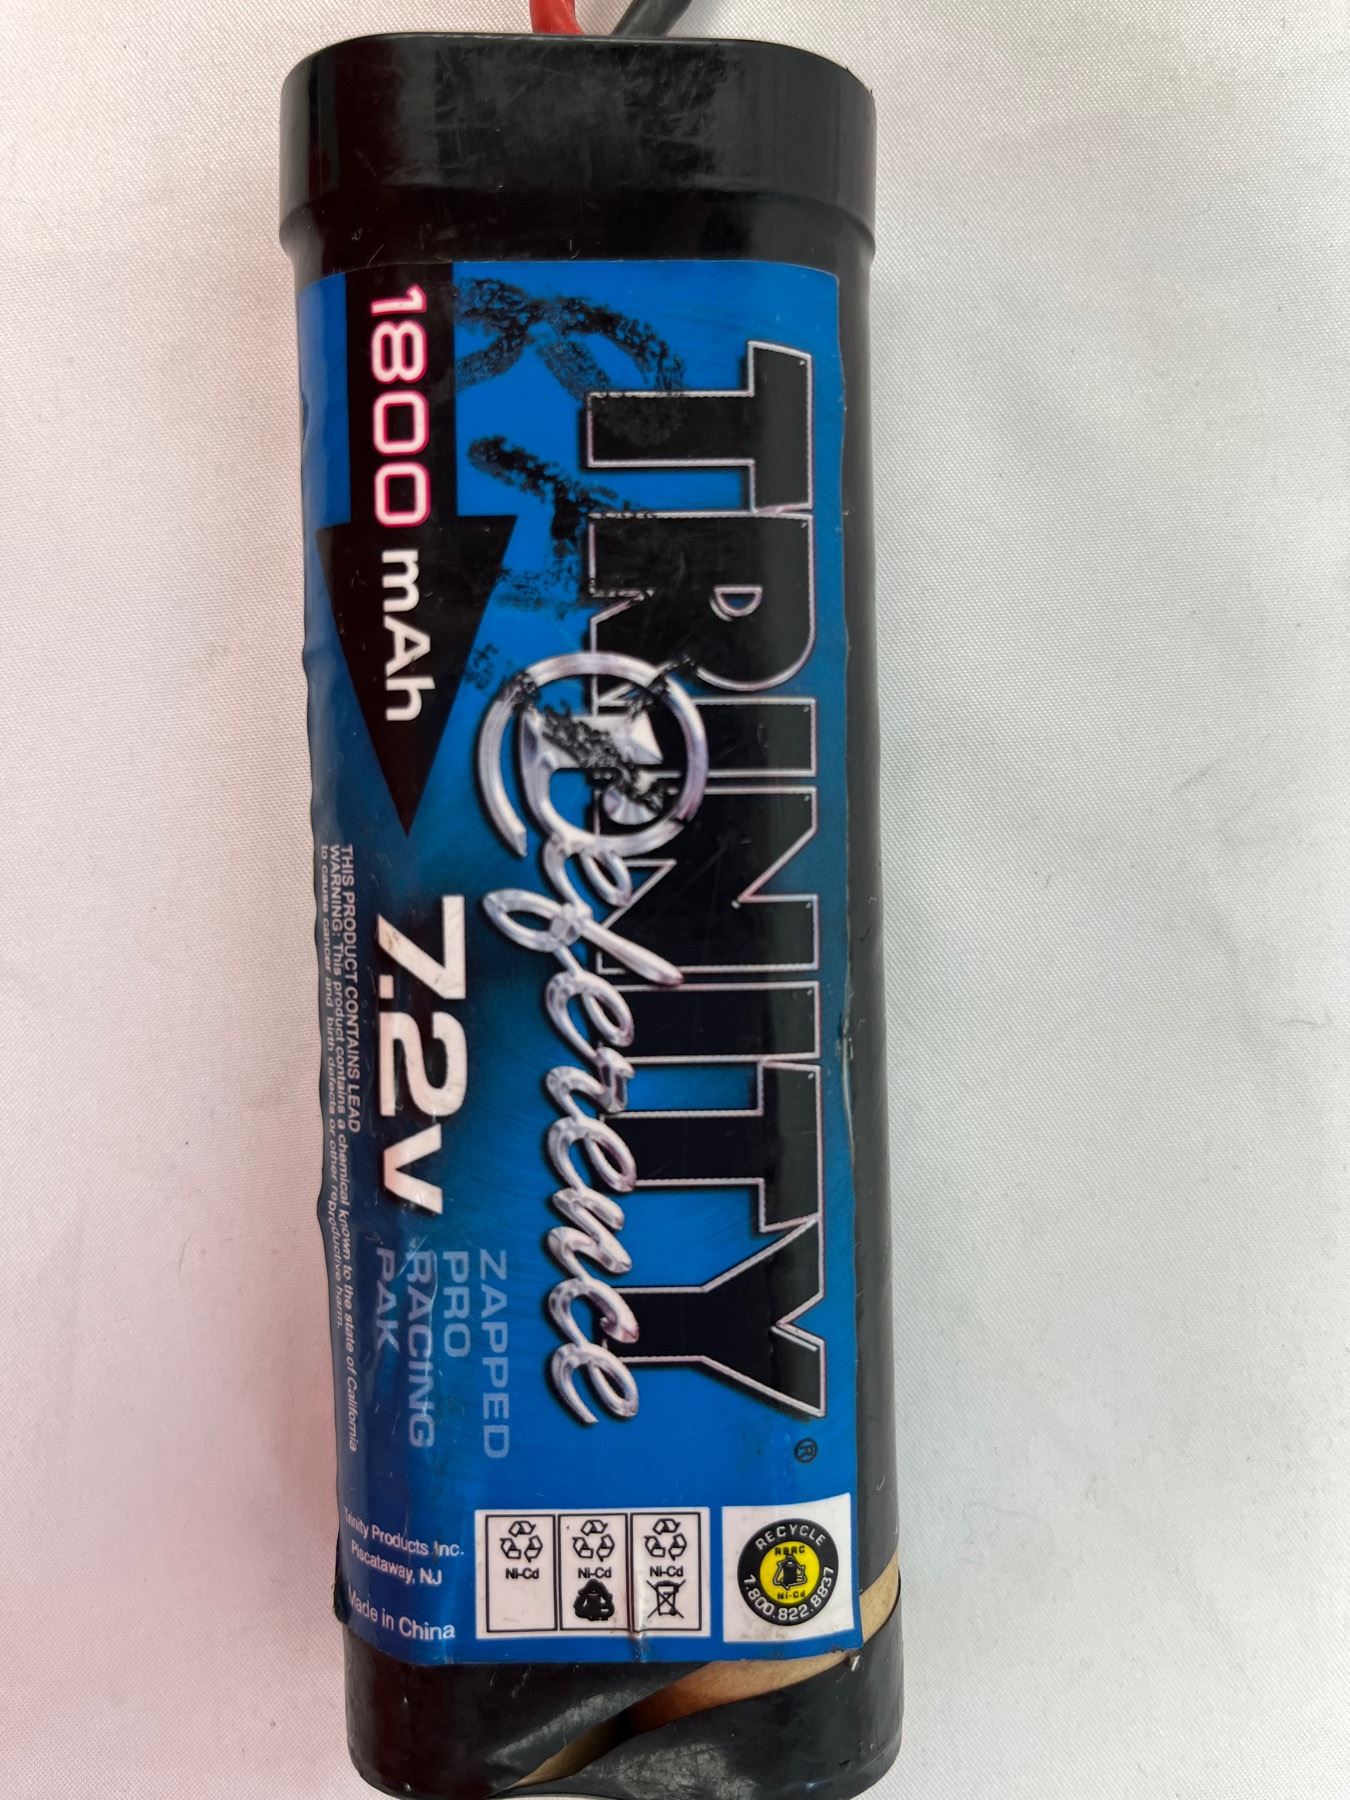 TRINITY®
Reference
1800 mAh
7.2V
ZAPPED
PRO
RACING
PAK
THIS PRODUCT CONTAINS LEAD
WARNING: This product contains a chemical known to the state of California
to cause cancer and birth defects or other reproductive harm.
RECYCLE
RBRC
Ni-Cd
1.800.822.8837
Ni-Cd
Ni-Cd
Ni-Cd
Trinity Products Inc.
Piscataway, NJ
Made in China